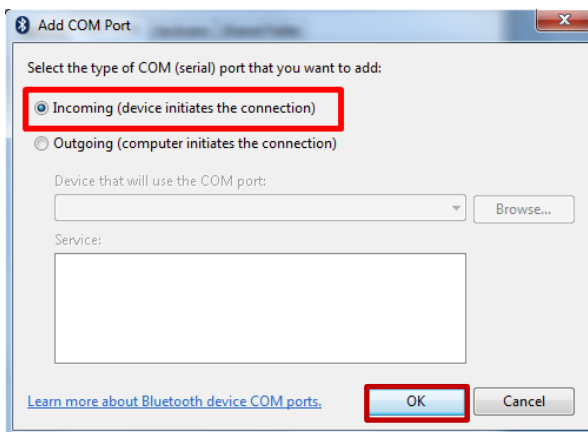 Add COM Port
Select the type of COM (serial) port that you want to add:
Incoming (device initiates the connection)
Outgoing (computer initiates the connection)
Device that will use the COM port:
Browse...
Service:
Learn more about Bluetooth device COM ports.
OK
Cancel